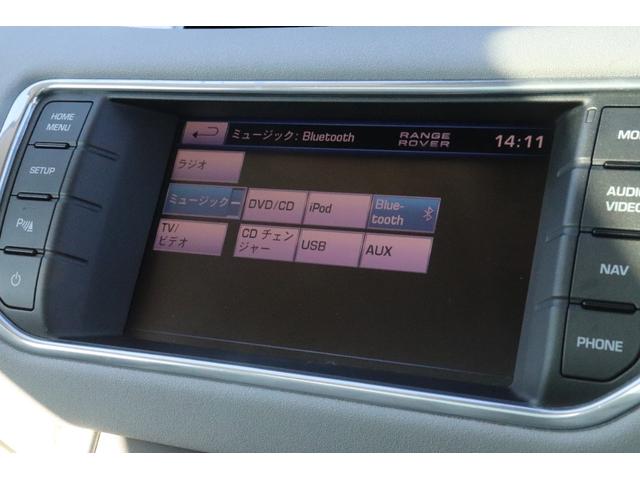 HOME
MENU
SETUP
P
ミュージック: Bluetooth
RANGE
ROVER
14:11
ラジオ
ミュージック
DVD/CD
iPod
Blue-
tooth
TV/
ビデオ
CD チェン
ジャー
USB
AUX
AUDIO
VIDEO
NAV
PHONE